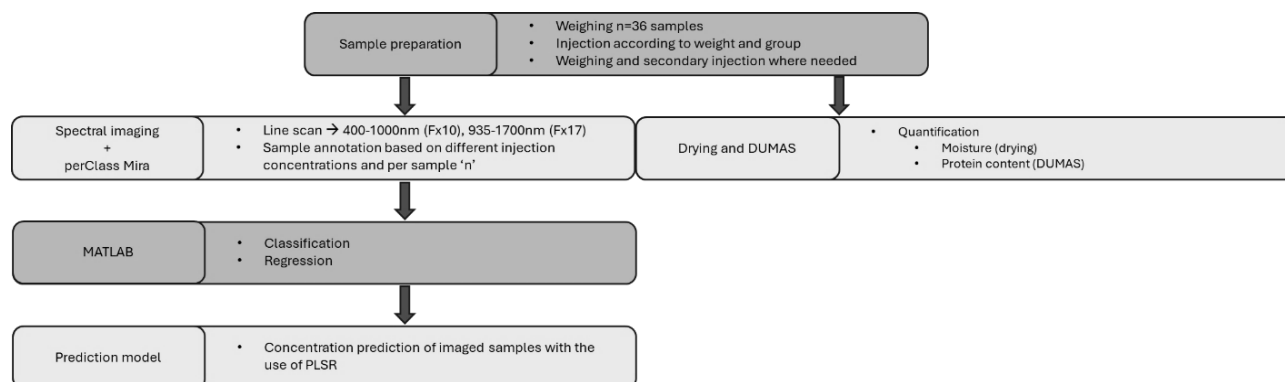 Sample preparation
• Weighing n=36 samples
• Injection according to weight and group
• Weighing and secondary injection where needed
Spectral imaging
+
perClass Mira
• Line scan → 400-1000nm (Fx10), 935-1700nm (Fx17)
• Sample annotation based on different injection
concentrations and per sample ‘n’
Drying and DUMAS
• Quantification
• Moisture (drying)
• Protein content (DUMAS)
MATLAB
• Classification
• Regression
Prediction model
• Concentration prediction of imaged samples with the
use of PLSR